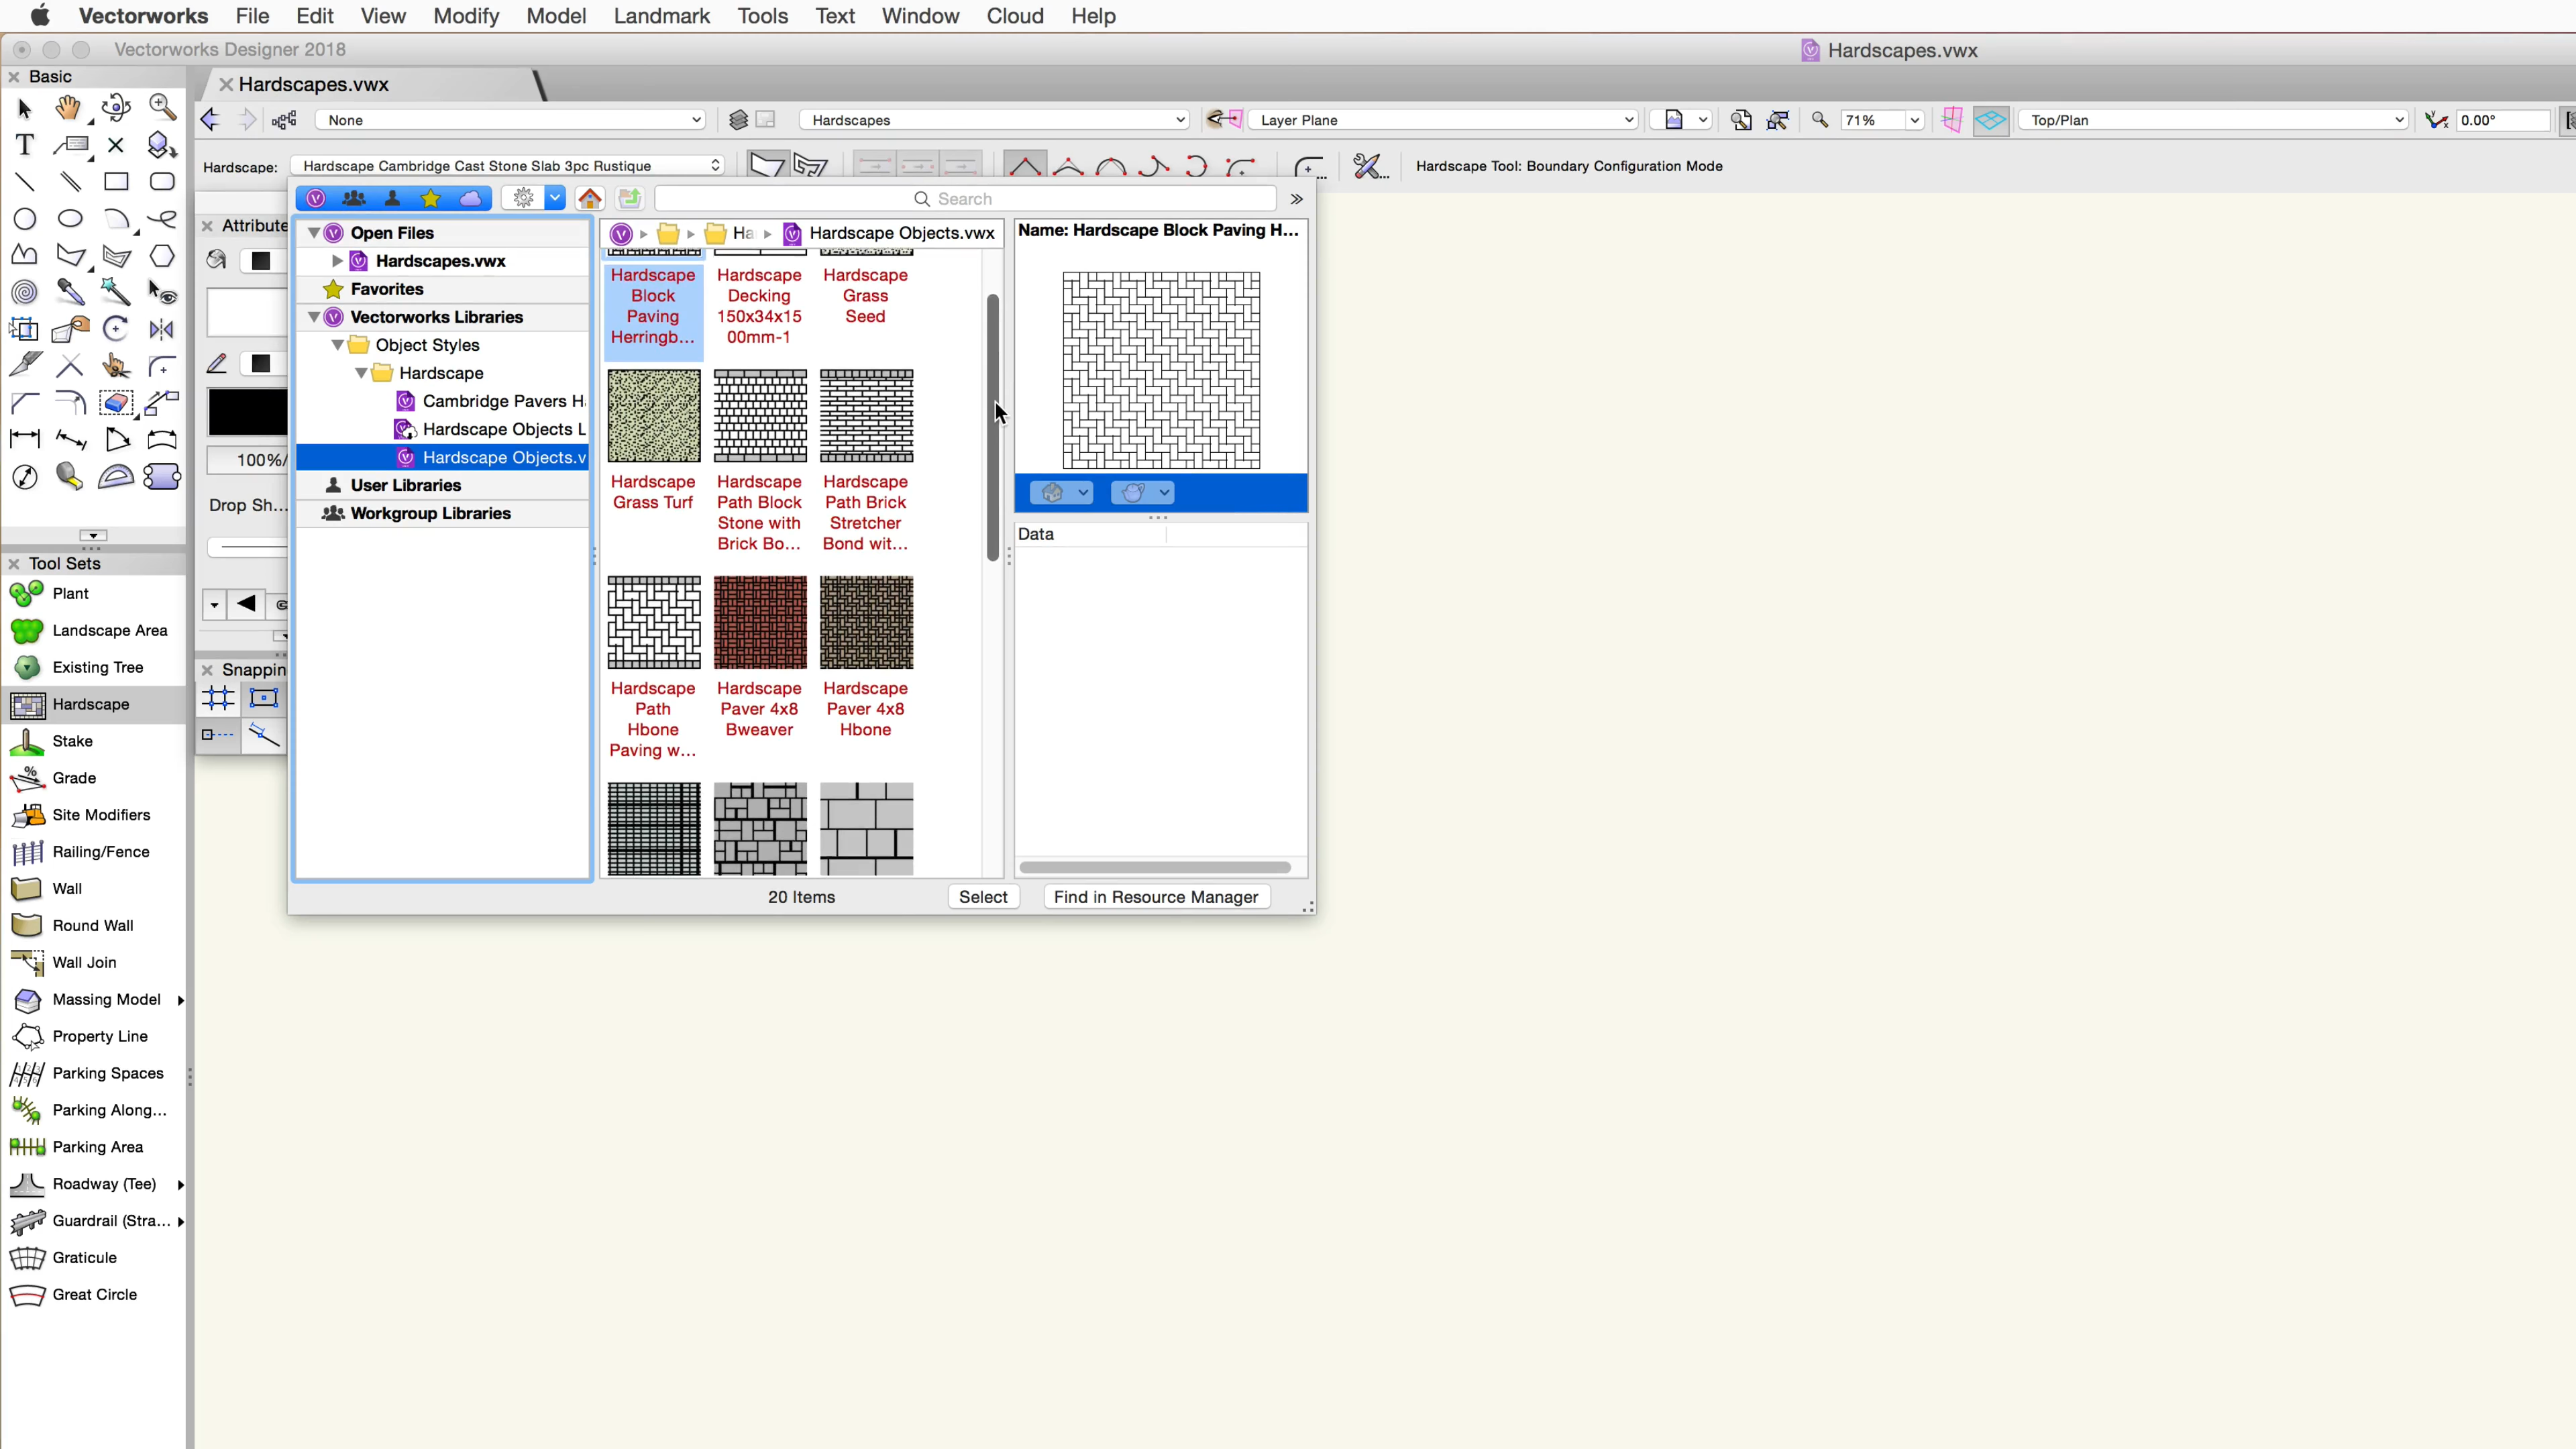 Vectorworks File Edit View Modify Model Landmark Tools Text Window Cloud Help
Vectorworks Designer 2018
Hardscapes.vwx
Basic
Hardscapes.vwx
None
Hardscapes
Layer Plane
71%
Top/Plan
0.00°
Hardscape: Hardscape Cambridge Cast Stone Slab 3pc Rustique
Hardscape Tool: Boundary Configuration Mode
Search
Attribute
100%/
Drop Sh...
Snappin
Open Files
Hardscapes.vwx
Favorites
Vectorworks Libraries
Object Styles
Hardscape
Cambridge Pavers H
Hardscape Objects L
Hardscape Objects.v
User Libraries
Workgroup Libraries
Ha
Hardscape Objects.vwx
Hardscape
Block
Paving
Herringb...
Hardscape
Decking
150x34x15
00mm-1
Hardscape
Grass
Seed
Hardscape
Grass Turf
Hardscape
Path Block
Stone with
Brick Bo...
Hardscape
Path Brick
Stretcher
Bond wit...
Hardscape
Path
Hbone
Paving w...
Hardscape
Paver 4x8
Bweaver
Hardscape
Paver 4x8
Hbone
Name: Hardscape Block Paving H...
Data
20 Items
Select
Find in Resource Manager
Tool Sets
Plant
Landscape Area
Existing Tree
Hardscape
Stake
Grade
Site Modifiers
Railing/Fence
Wall
Round Wall
Wall Join
Massing Model
Property Line
Parking Spaces
Parking Along...
Parking Area
Roadway (Tee)
Guardrail (Stra...
Graticule
Great Circle